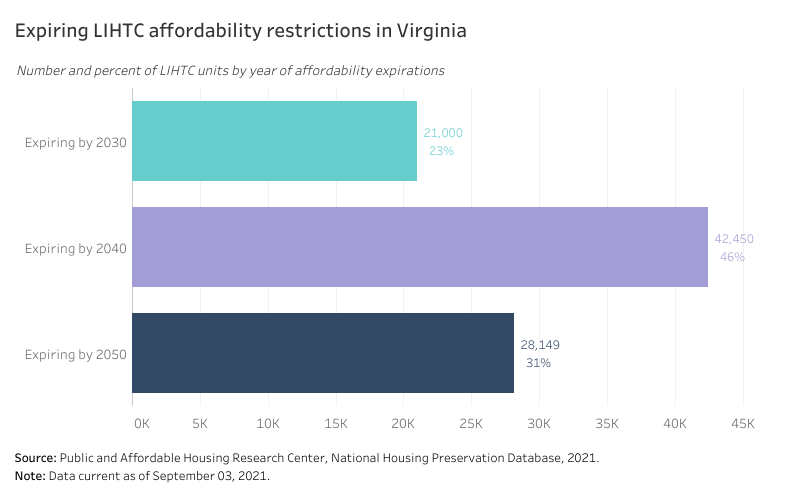 Expiring LIHTC affordability restrictions in Virginia
Number and percent of LIHTC units by year of affordability expirations
Expiring by 2030
21,000
23%
Expiring by 2040
42,450
46%
Expiring by 2050
28,149
31%
0K 5K 10K 15K 20K 25K 30K 35K 40K 45K
Source: Public and Affordable Housing Research Center, National Housing Preservation Database, 2021.
Note: Data current as of September 03, 2021.